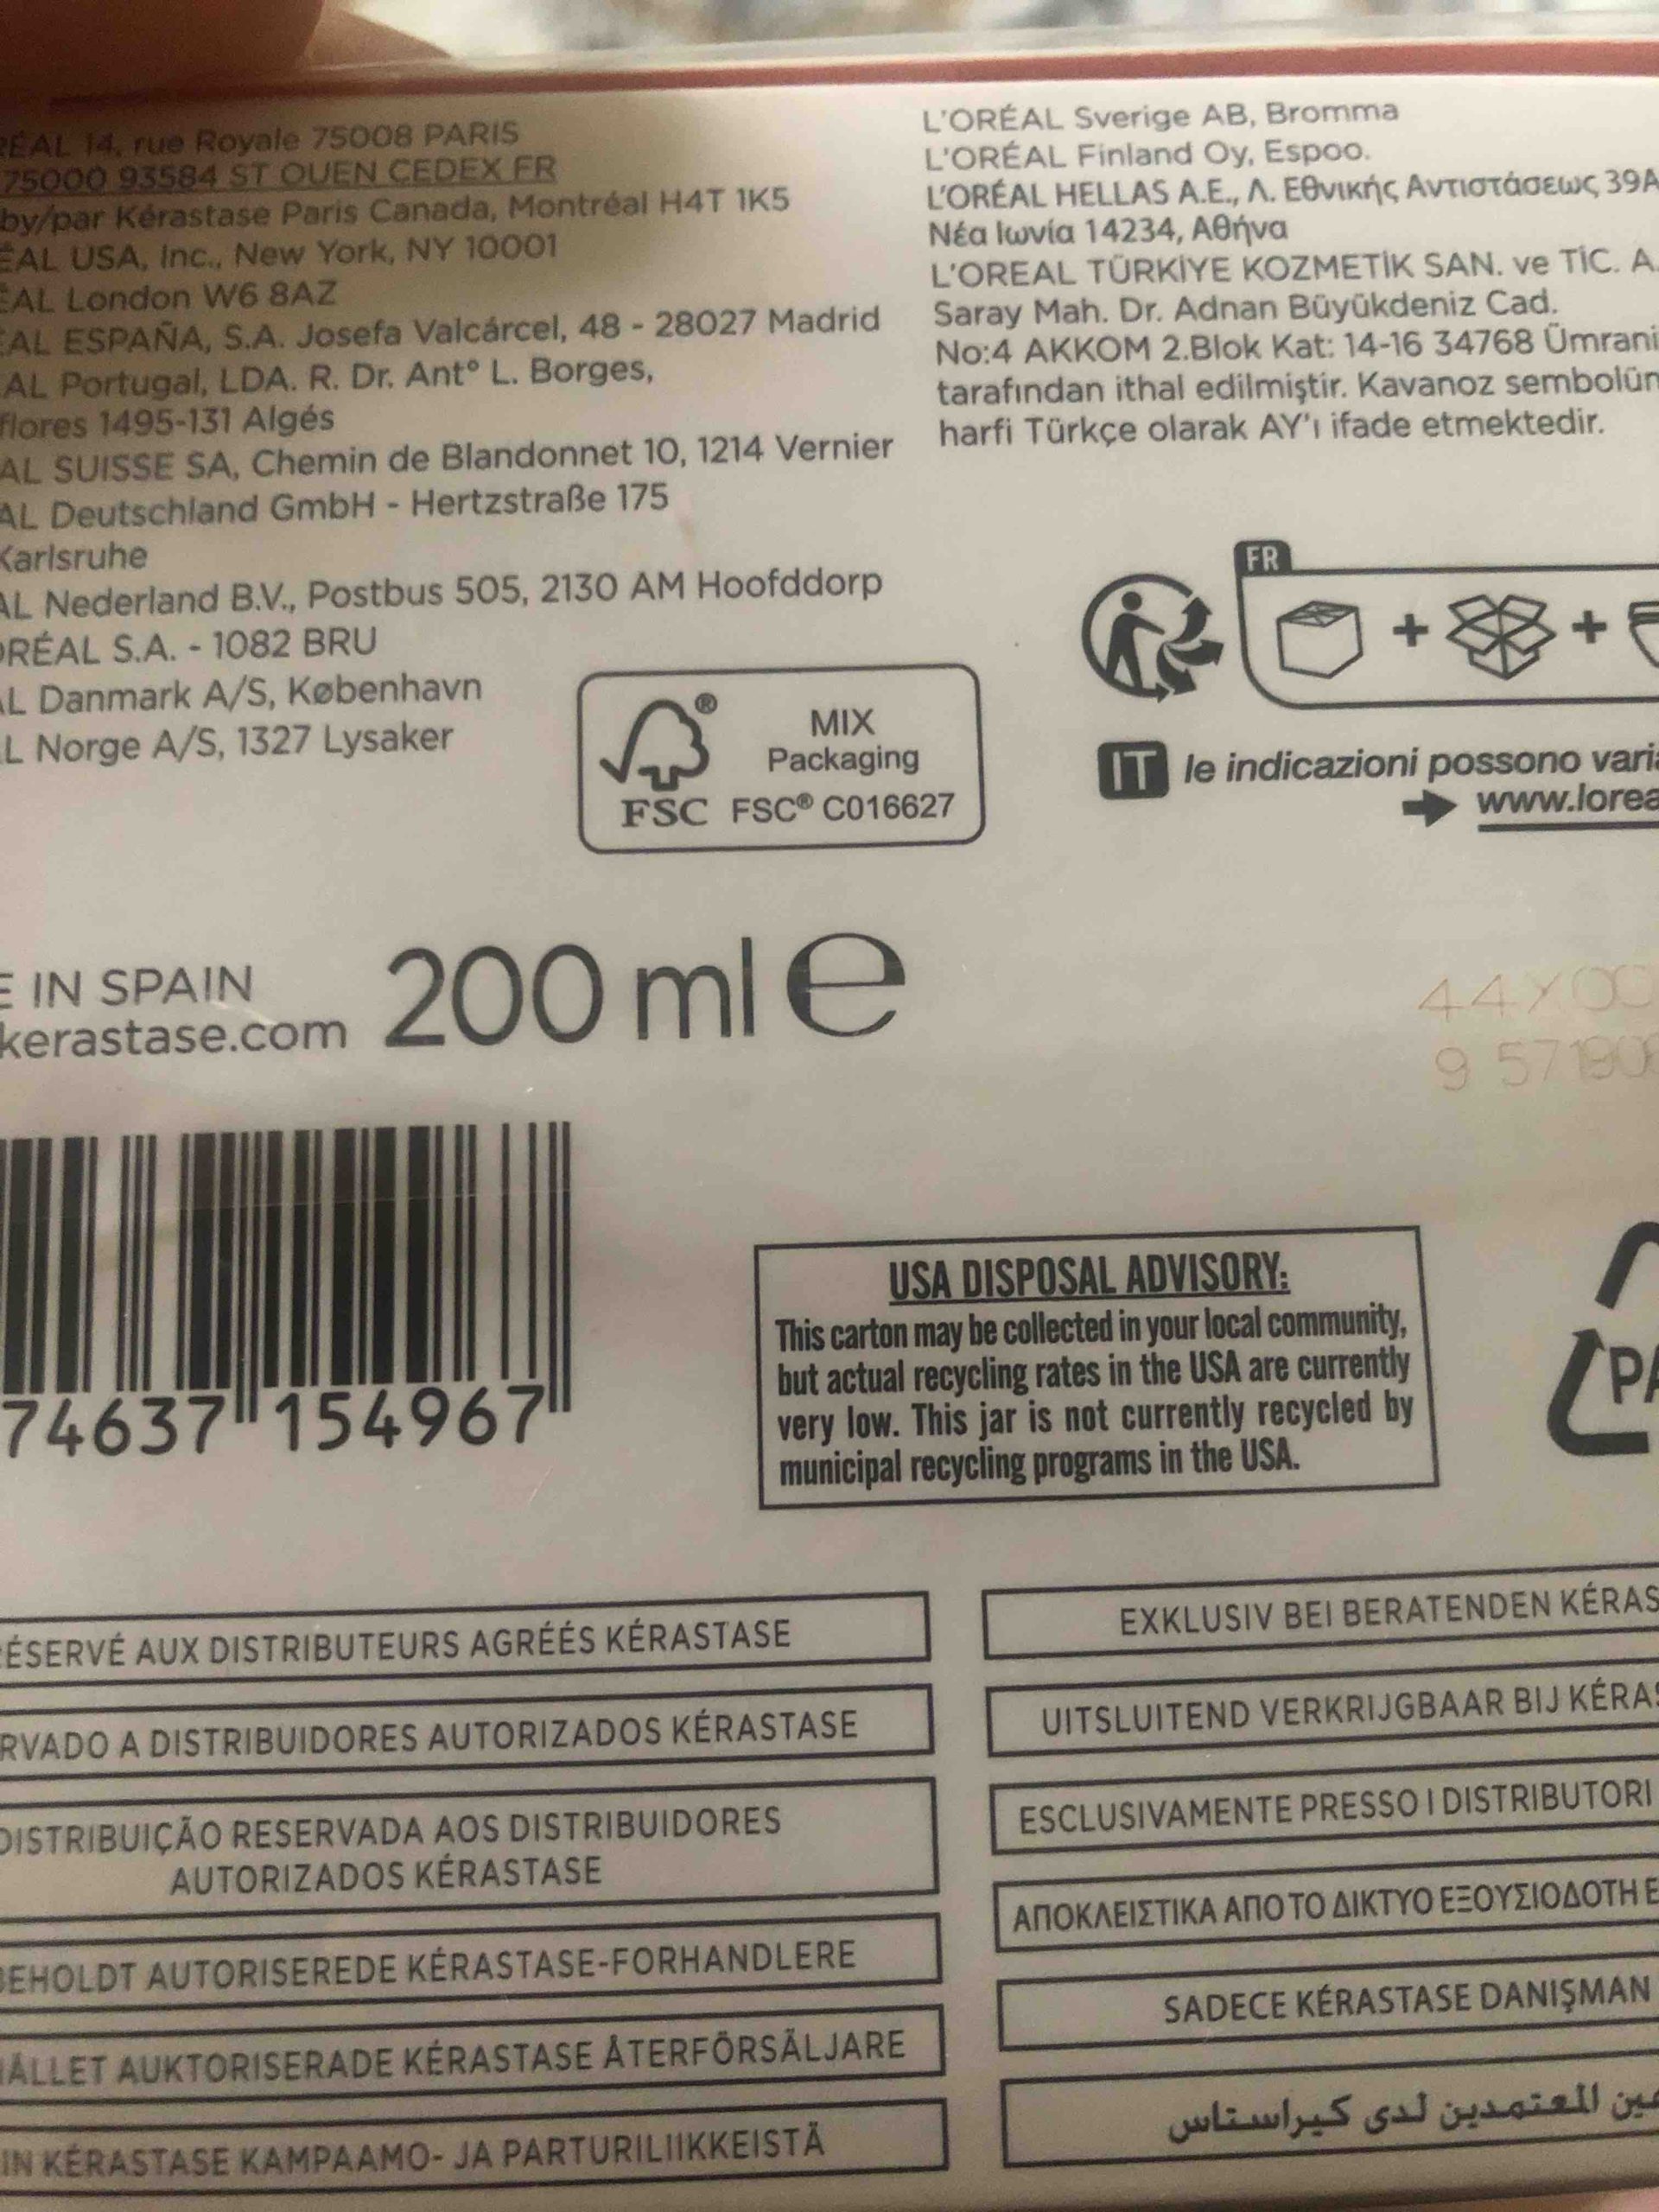 RÉAL 14, rue Royale 75008 PARIS
75000 93584 ST OUEN CEDEX FR
by/par Kérastase Paris Canada, Montréal H4T 1K5
ÉAL USA, Inc., New York, NY 10001
ÉAL London W6 8AZ
ÉAL ESPAÑA, S.A. Josefa Valcárcel, 48 - 28027 Madrid
AL Portugal, LDA. R. Dr. Antº L. Borges,
flores 1495-131 Algés
AL SUISSE SA, Chemin de Blandonnet 10, 1214 Vernier
AL Deutschland GmbH - Hertzstraße 175
Karlsruhe
AL Nederland B.V., Postbus 505, 2130 AM Hoofddorp
ORÉAL S.A. - 1082 BRU
AL Danmark A/S, København
L Norge A/S, 1327 Lysaker
L'ORÉAL Sverige AB, Bromma
L'ORÉAL Finland Oy, Espoo.
L'ORÉAL HELLAS A.E., Λ. Εθνικής Αντιστάσεως 39Α
Νέα Ιωνία 14234, Αθήνα
L'OREAL TÜRKİYE KOZMETİK SAN. ve TİC. A.
Saray Mah. Dr. Adnan Büyükdeniz Cad.
No:4 AKKOM 2.Blok Kat: 14-16 34768 Ümrani
tarafından ithal edilmiştir. Kavanoz sembolün
harfi Türkçe olarak AY'ı ifade etmektedir.
FR
+ +
IT le indicazioni possono varia
www.lorea
MIX
Packaging
FSC FSC® C016627
E IN SPAIN
kerastase.com
200 ml e
44X
9 57190
74637 154967
USA DISPOSAL ADVISORY:
This carton may be collected in your local community,
but actual recycling rates in the USA are currently
very low. This jar is not currently recycled by
municipal recycling programs in the USA.
PA
ÉSERVÉ AUX DISTRIBUTEURS AGRÉÉS KÉRASTASE
RVADO A DISTRIBUIDORES AUTORIZADOS KÉRASTASE
DISTRIBUIÇÃO RESERVADA AOS DISTRIBUIDORES
AUTORIZADOS KÉRASTASE
BEHOLDT AUTORISEREDE KÉRASTASE-FORHANDLERE
HÅLLET AUKTORISERADE KÉRASTASE ÅTERFÖRSÄLJARE
IN KÉRASTASE KAMPAAMO- JA PARTURILIIKKEISTÄ
EXKLUSIV BEI BERATENDEN KÉRAS
UITSLUITEND VERKRIJGBAAR BIJ KÉRAS
ESCLUSIVAMENTE PRESSO I DISTRIBUTORI
ΑΠΟΚΛΕΙΣΤΙΚΑ ΑΠΟ ΤΟ ΔΙΚΤΥΟ ΕΞΟΥΣΙΟΔΟΤΗ
SADECE KÉRASTASE DANIŞMAN
المعتمدين لدى كيراستاس